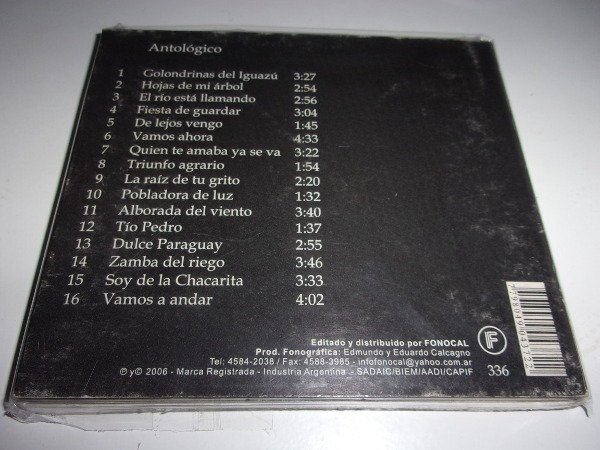 Antológico
1 Golondrinas del Iguazú 3:27
2 Hojas de mi árbol 2:54
3 El río está llamando 2:56
4 Fiesta de guardar 3:04
5 De lejos vengo 1:45
6 Vamos ahora 4:33
7 Quien te amaba ya se va 3:22
8 Triunfo agrario 1:54
9 La raíz de tu grito 2:20
10 Pobladora de luz 1:32
11 Alborada del viento 3:40
12 Tío Pedro 1:37
13 Dulce Paraguay 2:55
14 Zamba del riego 3:46
15 Soy de la Chacarita 3:33
16 Vamos a andar 4:02
Editado y distribuido por FONOCAL
Prod. Fonográfica: Edmundo y Eduardo Calcagno
Tel: 4584-2036 / Fax: 4588-3985 - infofonocal@yahoo.com.ar
℗ y© 2006 - Marca Registrada - Industria Argentina - SADAIC/BIEM/AADI/CAPIF
F
336